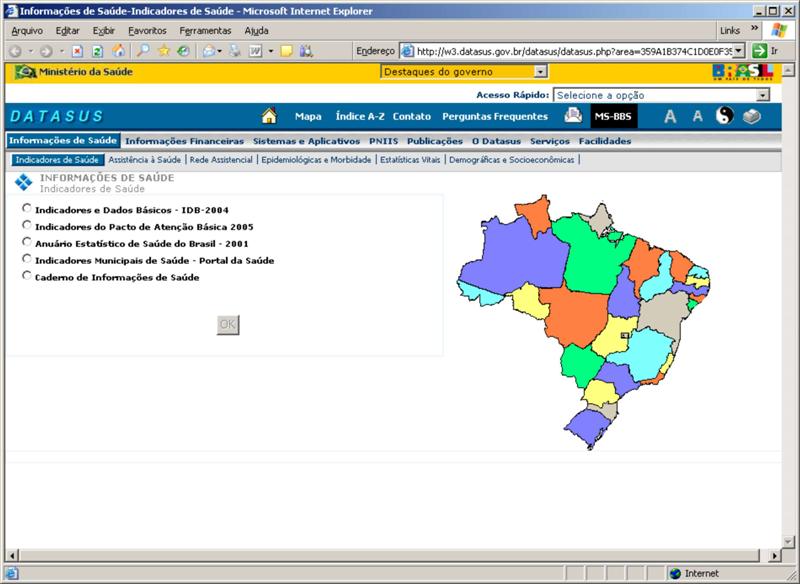 Informações de Saúde-Indicadores de Saúde - Microsoft Internet Explorer
Arquivo Editar Exibir Favoritos Ferramentas Ajuda Links »
Endereço http://w3.datasus.gov.br/datasus/datasus.php?area=359A1B374C1D0E0F35 Ir
Ministério da Saúde Destaques do governo BRASIL
Acesso Rápido: Selecione a opção
DATASUS Mapa Índice A-Z Contato Perguntas Frequentes MS-BBS A A
Informações de Saúde Informações Financeiras Sistemas e Aplicativos PNIIS Publicações O Datasus Serviços Facilidades
Indicadores de Saúde | Assistência à Saúde | Rede Assistencial | Epidemiológicas e Morbidade | Estatísticas Vitais | Demográficas e Socioeconômicas |
INFORMAÇÕES DE SAÚDE
Indicadores de Saúde
Indicadores e Dados Básicos - IDB-2004
Indicadores do Pacto de Atenção Básica 2005
Anuário Estatístico de Saúde do Brasil - 2001
Indicadores Municipais de Saúde - Portal da Saúde
Caderno de Informações de Saúde
OK
Internet